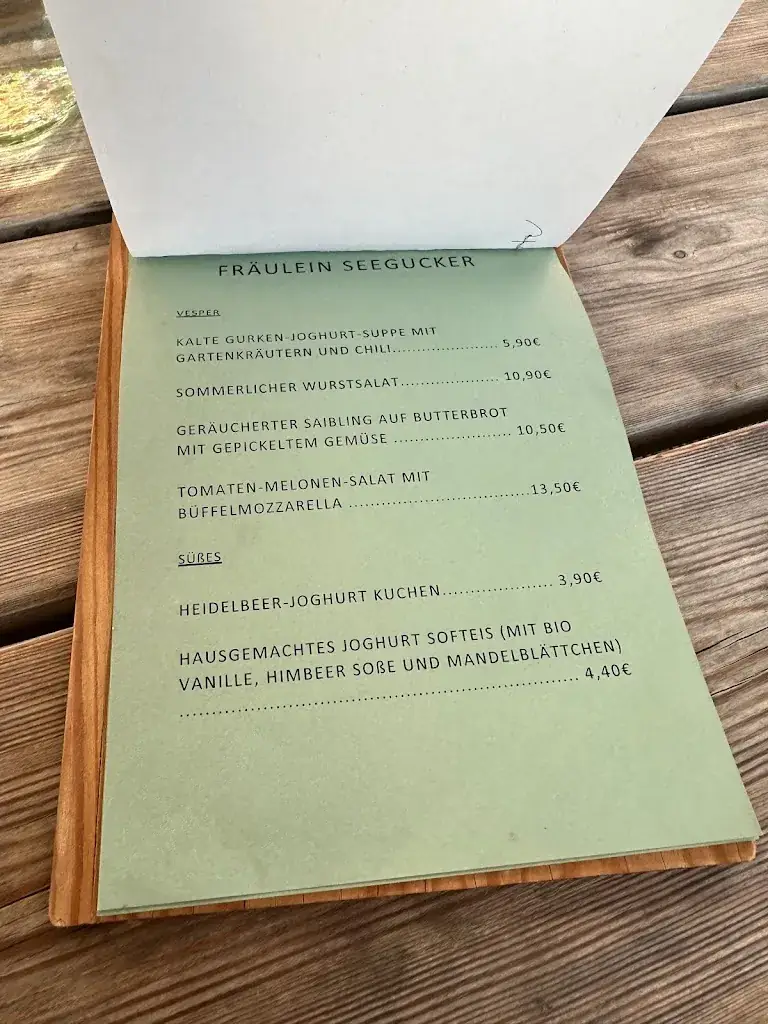 FRÄULEIN SEEGUCKER
VESPER
KALTE GURKEN-JOGHURT-SUPPE MIT
GARTENKRÄUTERN UND CHILI..................... 5,90€
SOMMERLICHER WURSTSALAT................... 10,90€
GERÄUCHERTER SAIBLING AUF BUTTERBROT
MIT GEPICKELTEM GEMÜSE ....................... 10,50€
TOMATEN-MELONEN-SALAT MIT
BÜFFELMOZZARELLA .................................13,50€
SÜßES
HEIDELBEER-JOGHURT KUCHEN.................... 3,90€
HAUSGEMACHTES JOGHURT SOFTEIS (MIT BIO
VANILLE, HIMBEER SOßE UND MANDELBLÄTTCHEN)
............................................................. 4,40€